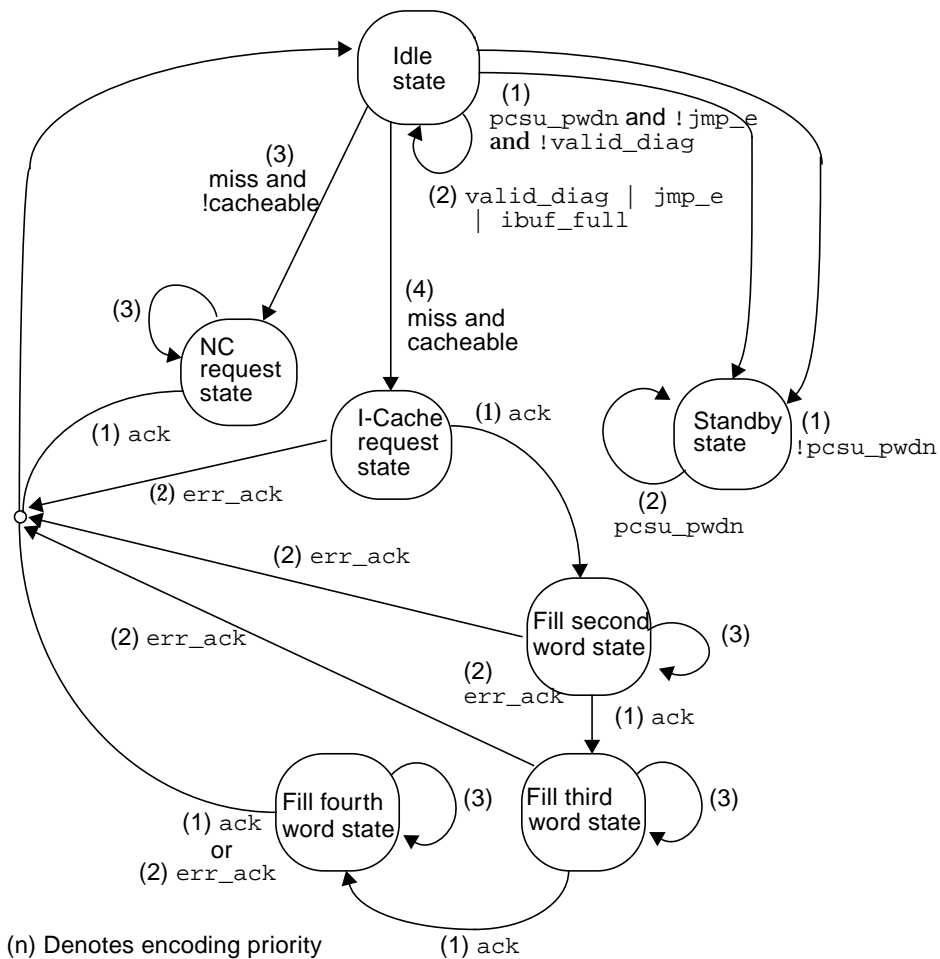 Idle
state
(1)
pcsu_pwdn and !jmp_e
and !valid_diag
(2) valid_diag | jmp_e
| ibuf_full
(3)
miss and
!cacheable
(4)
miss and
cacheable
(3)
NC
request
state
(1) ack
I-Cache
request
state
(1) ack
(2) err_ack
Standby
state
(1)
!pcsu_pwdn
(2)
pcsu_pwdn
(2) err_ack
Fill second
word state
(3)
(2) err_ack
(2)
err_ack
(1) ack
Fill fourth
word state
(3)
Fill third
word state
(3)
(1) ack
or
(2) err_ack
(1) ack
(n) Denotes encoding priority